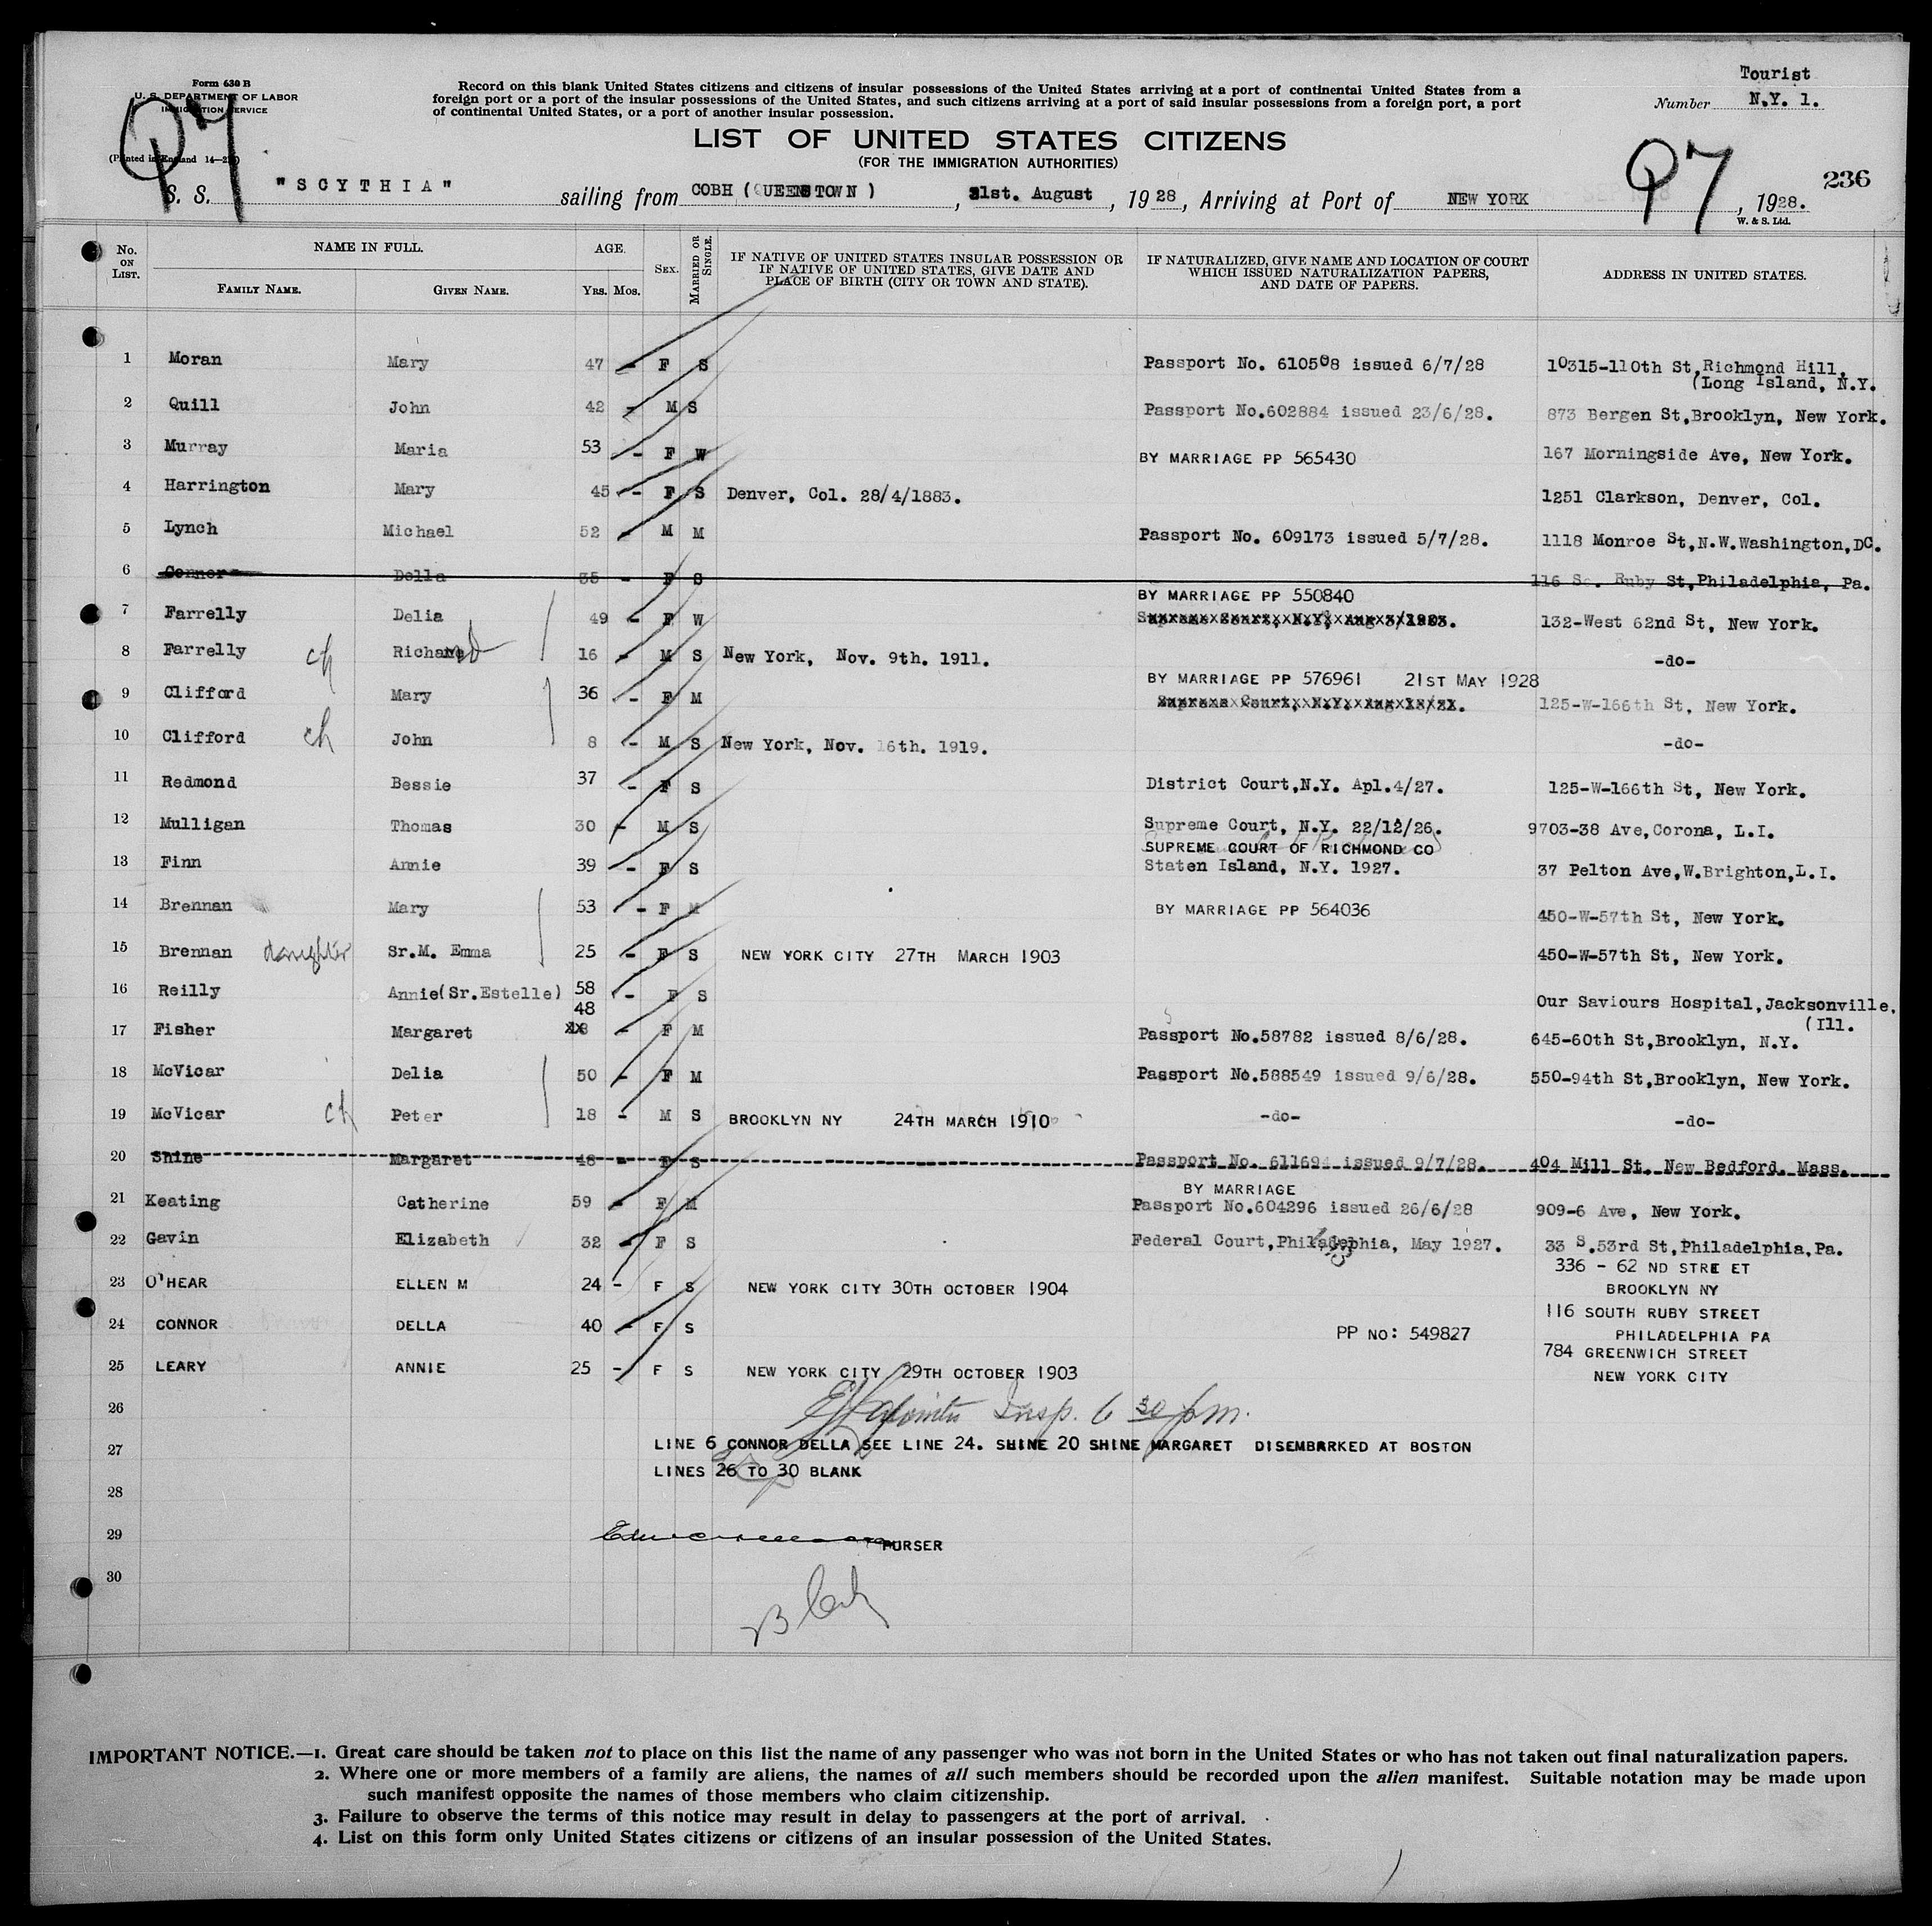 Form 630 B
U. S. DEPARTMENT OF LABOR
IMMIGRATION SERVICE
(Printed in England 14—2
Record on this blank United States citizens and citizens of insular possessions of the United States arriving at a port of continental United States from a
foreign port or a port of the insular possessions of the United States, and such citizens arriving at a port of said insular possessions from a foreign port, a port
of continental United States, or a port of another insular possession.
Tourist
Number N.Y. 1.
LIST OF UNITED STATES CITIZENS
(FOR THE IMMIGRATION AUTHORITIES)
97 97 236
S. S. "SCYTHIA" sailing from COBH (QUEENSTOWN), 31st. August, 1928, Arriving at Port of NEW YORK, 1928.
W. & S. Ltd.
No. ON LIST. NAME IN FULL. FAMILY NAME. GIVEN NAME. AGE. YRS. MOS. SEX. MARRIED OR SINGLE. IF NATIVE OF UNITED STATES INSULAR POSSESSION OR IF NATIVE OF UNITED STATES, GIVE DATE AND PLACE OF BIRTH (CITY OR TOWN AND STATE). IF NATURALIZED, GIVE NAME AND LOCATION OF COURT WHICH ISSUED NATURALIZATION PAPERS, AND DATE OF PAPERS. ADDRESS IN UNITED STATES.
1 Moran Mary 47 - F S Passport No. 610508 issued 6/7/28 10315-110th St,Richmond Hill,
(Long Island, N.Y.
2 Quill John 42 - M S Passport No.602884 issued 23/6/28. 873 Bergen St,Brooklyn, New York.
3 Murray Maria 53 - F W BY MARRIAGE PP 565430 167 Morningside Ave, New York.
4 Harrington Mary 45 - F S Denver, Col. 28/4/1883. 1251 Clarkson, Denver, Col.
5 Lynch Michael 52 - M M Passport No. 609173 issued 5/7/28. 1118 Monroe St,N.W.Washington,DC.
6 Connor Della 35 - F S 116 So. Ruby St,Philadelphia, Pa.
BY MARRIAGE PP 550840
7 Farrelly Delia 49 - F W 132-West 62nd St, New York.
8 Farrelly ch Richard 16 - M S New York, Nov. 9th. 1911. -do-
BY MARRIAGE PP 576961 21ST MAY 1928
9 Clifford Mary 36 - F M 125-W-166th St, New York.
10 Clifford ch John 8 - M S New York, Nov. 16th. 1919. -do-
11 Redmond Bessie 37 - F S District Court,N.Y. Apl.4/27. 125-W-166th St, New York.
12 Mulligan Thomas 30 - M S Supreme Court, N.Y. 22/12/26. 9703-38 Ave,Corona, L.I.
SUPREME COURT OF RICHMOND CO
13 Finn Annie 39 - F S Staten Island, N.Y. 1927. 37 Pelton Ave,W.Brighton,L.I.
14 Brennan Mary 53 - F M BY MARRIAGE PP 564036 450-W-57th St, New York.
15 Brennan daughter Sr.M. Emma 25 - F S NEW YORK CITY 27TH MARCH 1903 450-W-57th St, New York.
16 Reilly Annie(Sr.Estelle) 58 - F S Our Saviours Hospital,Jacksonville,
(Ill.
48
17 Fisher Margaret - F M Passport No.58782 issued 8/6/28. 645-60th St,Brooklyn, N.Y.
18 McVicar Delia 50 - F M Passport No.588549 issued 9/6/28. 550-94th St,Brooklyn, New York.
19 McVicar ch Peter 18 - M S BROOKLYN NY 24TH MARCH 1910 -do- -do-
20 Shine Margaret 48 - F S Passport No. 611694 issued 9/7/28. 404 Mill St. New Bedford. Mass.
BY MARRIAGE
21 Keating Catherine 59 - F M Passport No.604296 issued 26/6/28 909-6 Ave, New York.
22 Gavin Elizabeth 32 - F S Federal Court,Philadelphia, May 1927. 33 S.53rd St,Philadelphia,Pa.
23 O'HEAR ELLEN M 24 - F S NEW YORK CITY 30TH OCTOBER 1904 336 - 62 ND STREET
BROOKLYN NY
24 CONNOR DELLA 40 - F S PP NO: 549827 116 SOUTH RUBY STREET
PHILADELPHIA PA
25 LEARY ANNIE 25 - F S NEW YORK CITY 29TH OCTOBER 1903 784 GREENWICH STREET
NEW YORK CITY
26 Insp. 6 30 pm.
27 LINE 6 CONNOR DELLA SEE LINE 24. SHINE 20 SHINE MARGARET DISEMBARKED AT BOSTON
LINES 26 TO 30 BLANK
28
29 PURSER
30
IMPORTANT NOTICE.—1. Great care should be taken not to place on this list the name of any passenger who was not born in the United States or who has not taken out final naturalization papers.
2. Where one or more members of a family are aliens, the names of all such members should be recorded upon the alien manifest. Suitable notation may be made upon
such manifest opposite the names of those members who claim citizenship.
3. Failure to observe the terms of this notice may result in delay to passengers at the port of arrival.
4. List on this form only United States citizens or citizens of an insular possession of the United States.